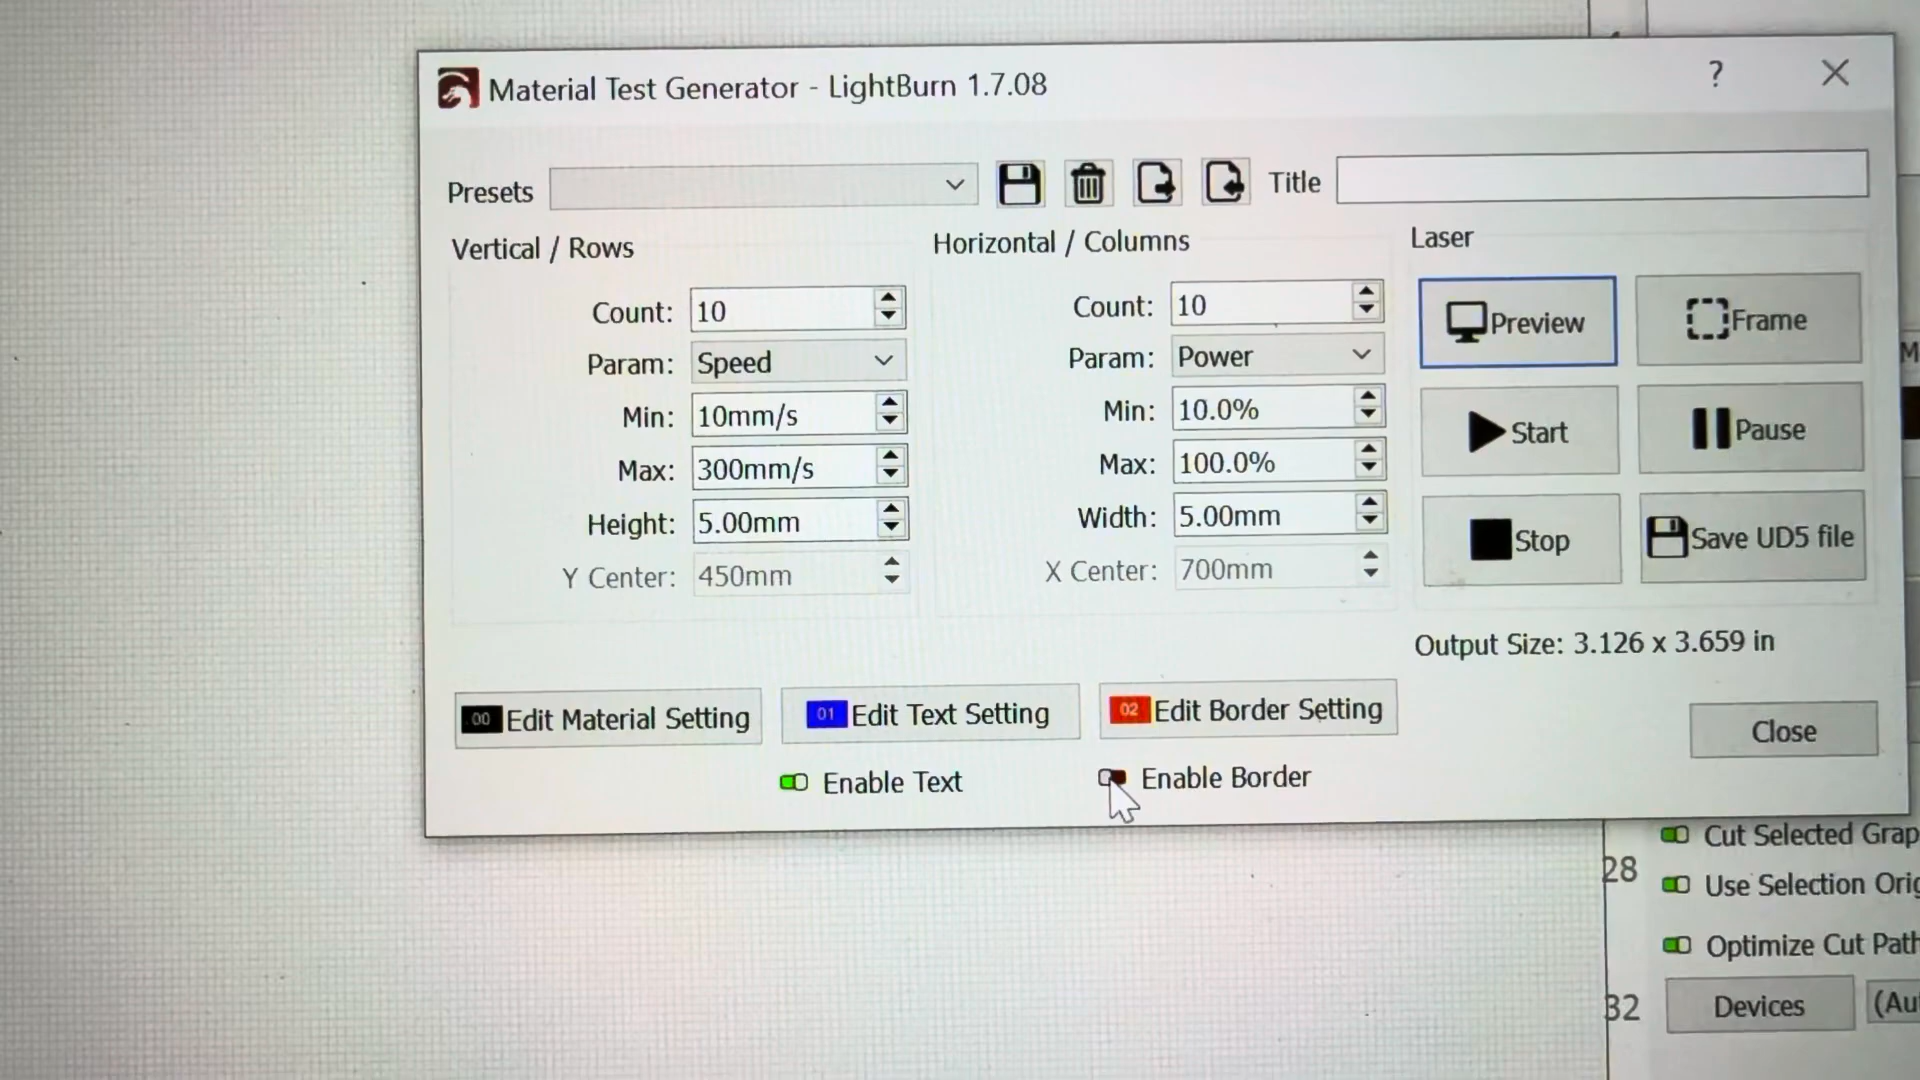 Material Test Generator - LightBurn 1.7.08
?
Presets
Title
Vertical / Rows
Horizontal / Columns
Laser
Count: 10
Count: 10
Preview
Frame
Param: Speed
Param: Power
Min: 10mm/s
Min: 10.0%
Start
Pause
Max: 300mm/s
Max: 100.0%
Height: 5.00mm
Width: 5.00mm
Stop
Save UD5 file
Y Center: 450mm
X Center: 700mm
Output Size: 3.126 x 3.659 in
00 Edit Material Setting
01 Edit Text Setting
02 Edit Border Setting
Close
Enable Text
Enable Border
Cut Selected Grap
28
Use Selection Orig
Optimize Cut Path
32
Devices
(Au